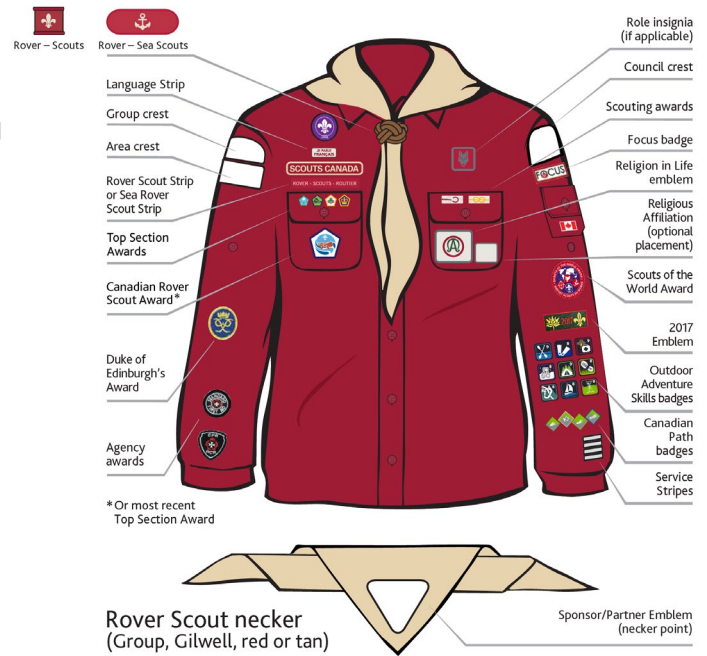 Rover – Scouts
Rover – Sea Scouts
Language Strip
Group crest
Area crest
Rover Scout Strip
or Sea Rover
Scout Strip
Top Section
Awards
Canadian Rover
Scout Award*
Duke of
Edinburgh's
Award
Agency
awards
*Or most recent
Top Section Award
JE PARLE
FRANÇAIS
SCOUTS CANADA
ROVER - SCOUTS - ROUTIER
FOCUS
2017
Role insignia
(if applicable)
Council crest
Scouting awards
Focus badge
Religion in Life
emblem
Religious
Affiliation
(optional
placement)
Scouts of the
World Award
2017
Emblem
Outdoor
Adventure
Skills badges
Canadian
Path
badges
Service
Stripes
Rover Scout necker
(Group, Gilwell, red or tan)
Sponsor/Partner Emblem
(necker point)